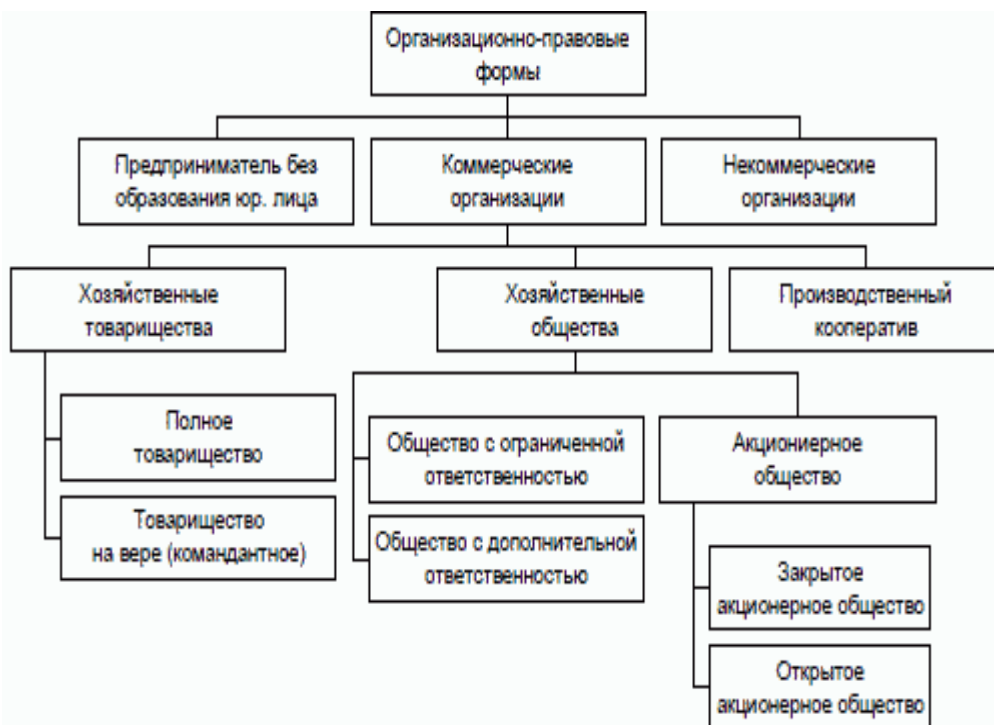 Организационно-правовые
формы
Предприниматель без
образования юр. лица
Коммерческие
организации
Некоммерческие
организации
Хозяйственные
товарищества
Хозяйственные
общества
Производственный
кооператив
Полное
товарищество
Товарищество
на вере (командантное)
Общество с ограниченной
ответственностью
Общество с дополнительной
ответственностью
Акциониерное
общество
Закрытое
акционерное общество
Открытое
акционерное общество